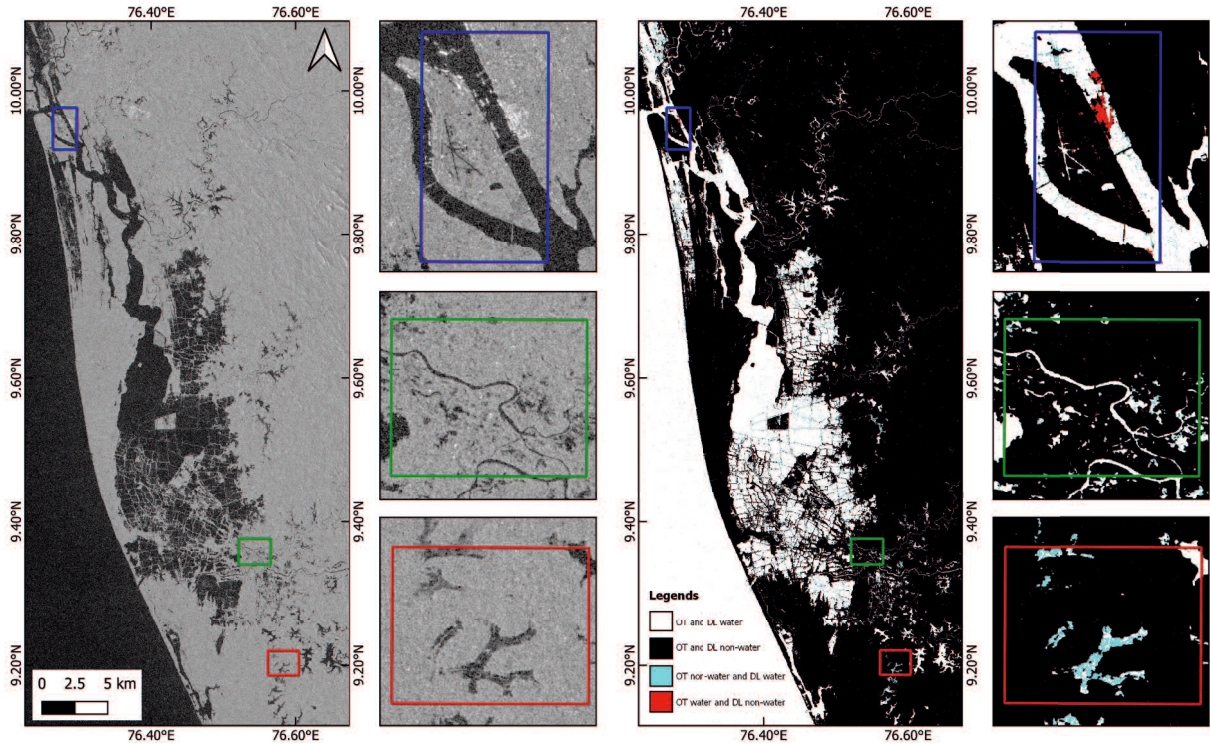 76.40°E 76.60°E
76.40°E 76.60°E
10.00°N
9.80°N
9.60°N
9.40°N
9.20°N
10.00°N
9.80°N
9.60°N
9.40°N
9.20°N
0 2.5 5 km
Legends
OT and DL water
OT and DL non-water
OT nor-water and DL water
OT water and DL non-water
76.40°E 76.60°E
76.40°E 76.60°E